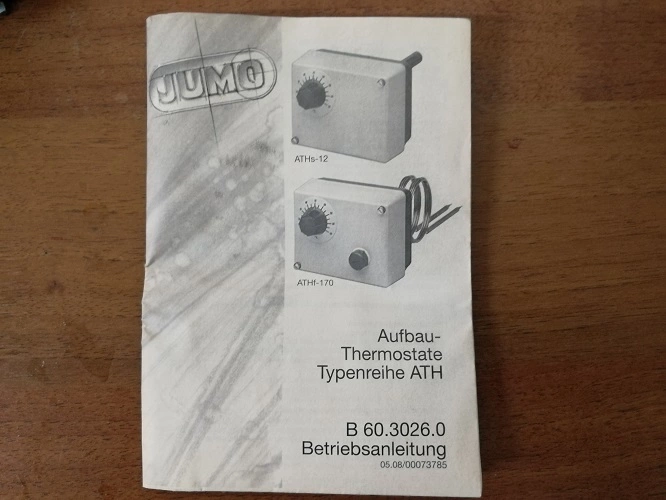 JUMO
ATHs-12
ATHf-170
Aufbau-
Thermostate
Typenreihe ATH
B 60.3026.0
Betriebsanleitung
05.08/00073785